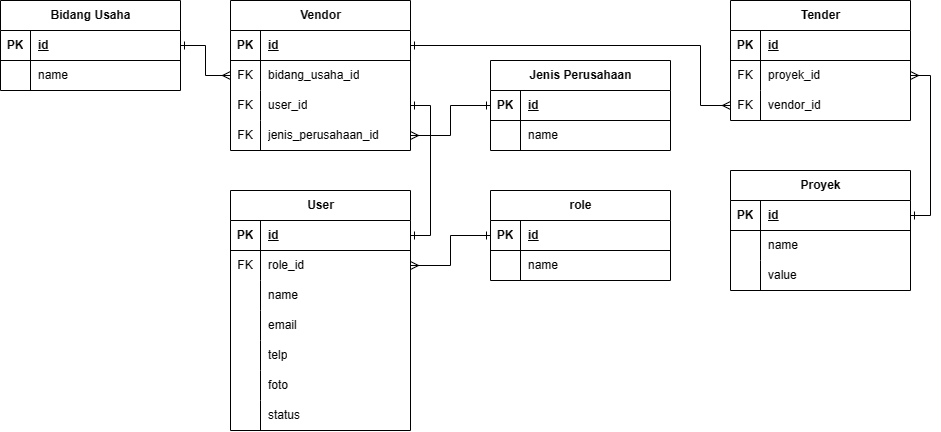 Bidang Usaha
PK id
name
Vendor
PK id
FK bidang_usaha_id
FK user_id
FK jenis_perusahaan_id
Jenis Perusahaan
PK id
name
Tender
PK id
FK proyek_id
FK vendor_id
User
PK id
FK role_id
name
email
telp
foto
status
role
PK id
name
Proyek
PK id
name
value